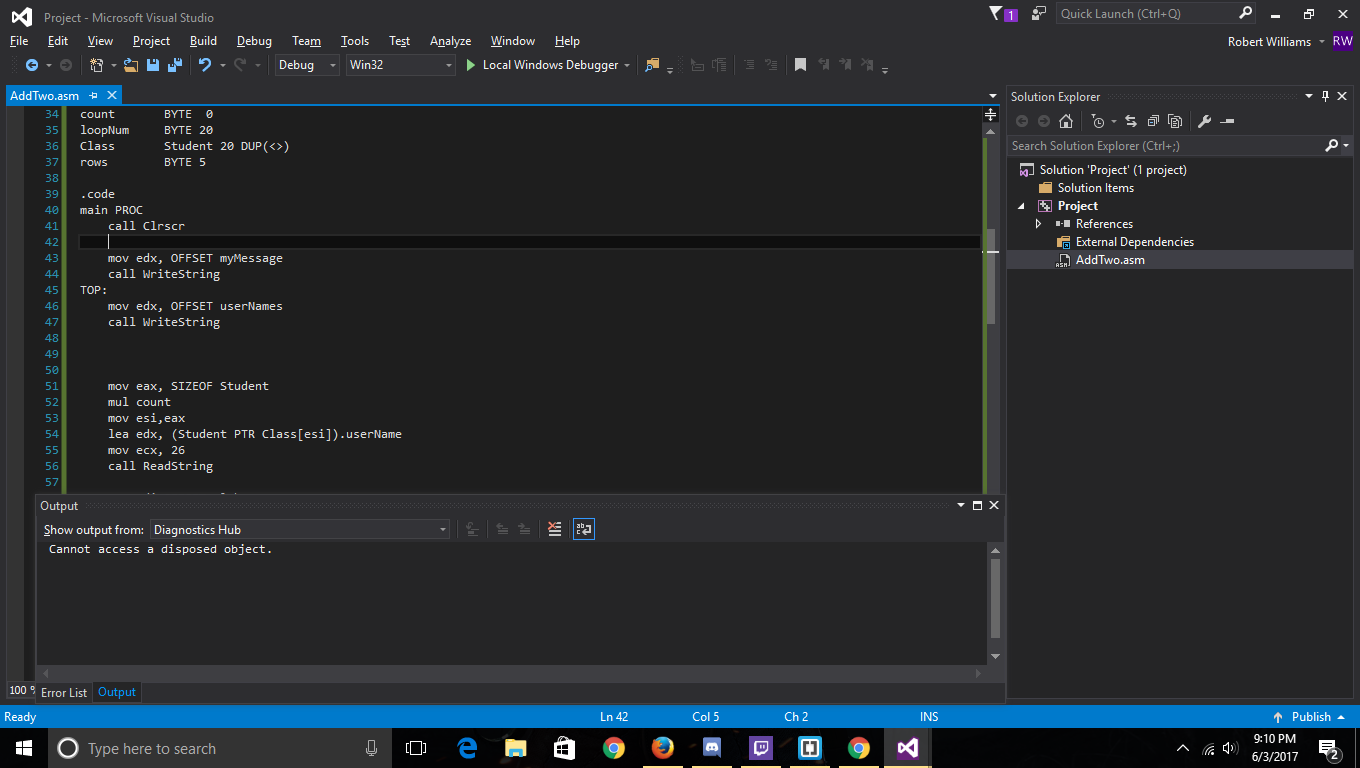 Project - Microsoft Visual Studio
1
Quick Launch (Ctrl+Q)
File Edit View Project Build Debug Team Tools Test Analyze Window Help
Robert Williams RW
Debug Win32 Local Windows Debugger
AddTwo.asm
34 count BYTE 0
35 loopNum BYTE 20
36 Class Student 20 DUP(<>)
37 rows BYTE 5
38
39 .code
40 main PROC
41 call Clrscr
42
43 mov edx, OFFSET myMessage
44 call WriteString
45 TOP:
46 mov edx, OFFSET userNames
47 call WriteString
48
49
50
51 mov eax, SIZEOF Student
52 mul count
53 mov esi,eax
54 lea edx, (Student PTR Class[esi]).userName
55 mov ecx, 26
56 call ReadString
57
100 %
Output
Show output from: Diagnostics Hub
Cannot access a disposed object.
Error List Output
Solution Explorer
Search Solution Explorer (Ctrl+;)
Solution 'Project' (1 project)
Solution Items
Project
References
External Dependencies
AddTwo.asm
Ready Ln 42 Col 5 Ch 2 INS Publish
Type here to search
9:10 PM
6/3/2017
2